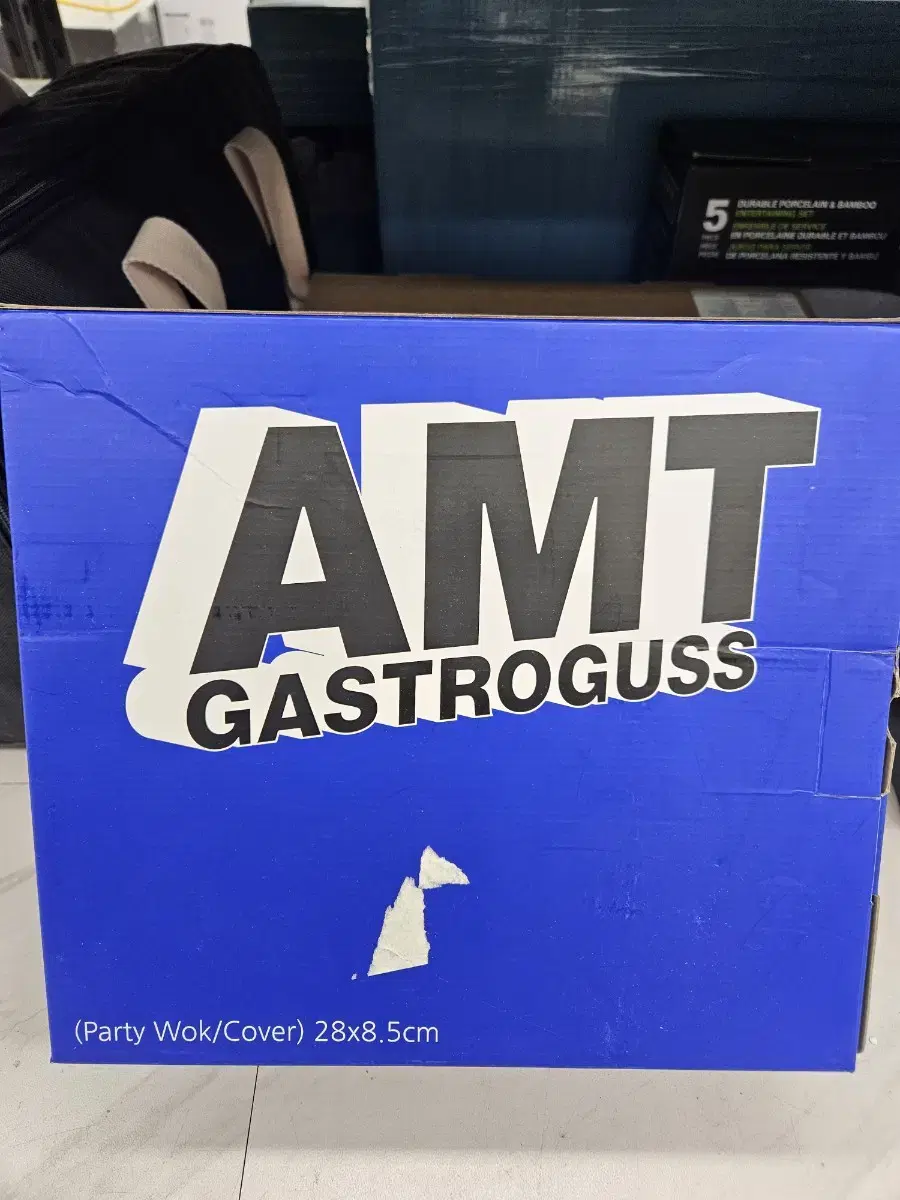 5
DURABLE PORCELAIN & BAMBOO
ENTERTAINING SET
ENSEMBLE DE SERVICE
EN PORCELAINE DURABLE ET BAMBOU
JUEGO PARA SERVIR
DE PORCELANA RESISTENTE Y BAMBÚ
AMT
GASTROGUSS
(Party Wok/Cover) 28x8.5cm